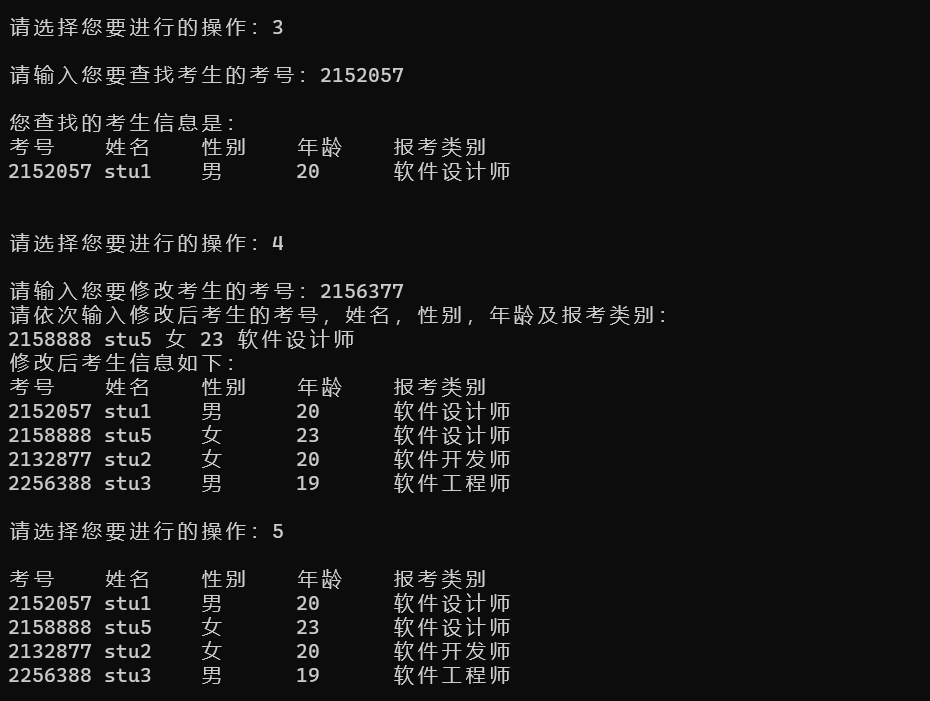 请选择您要进行的操作：3
请输入您要查找考生的考号：2152057
您查找的考生信息是：
考号 姓名 性别 年龄 报考类别
2152057 stu1 男 20 软件设计师
请选择您要进行的操作：4
请输入您要修改考生的考号：2156377
请依次输入修改后考生的考号，姓名，性别，年龄及报考类别：
2158888 stu5 女 23 软件设计师
修改后考生信息如下：
考号 姓名 性别 年龄 报考类别
2152057 stu1 男 20 软件设计师
2158888 stu5 女 23 软件设计师
2132877 stu2 女 20 软件开发师
2256388 stu3 男 19 软件工程师
请选择您要进行的操作：5
考号 姓名 性别 年龄 报考类别
2152057 stu1 男 20 软件设计师
2158888 stu5 女 23 软件设计师
2132877 stu2 女 20 软件开发师
2256388 stu3 男 19 软件工程师